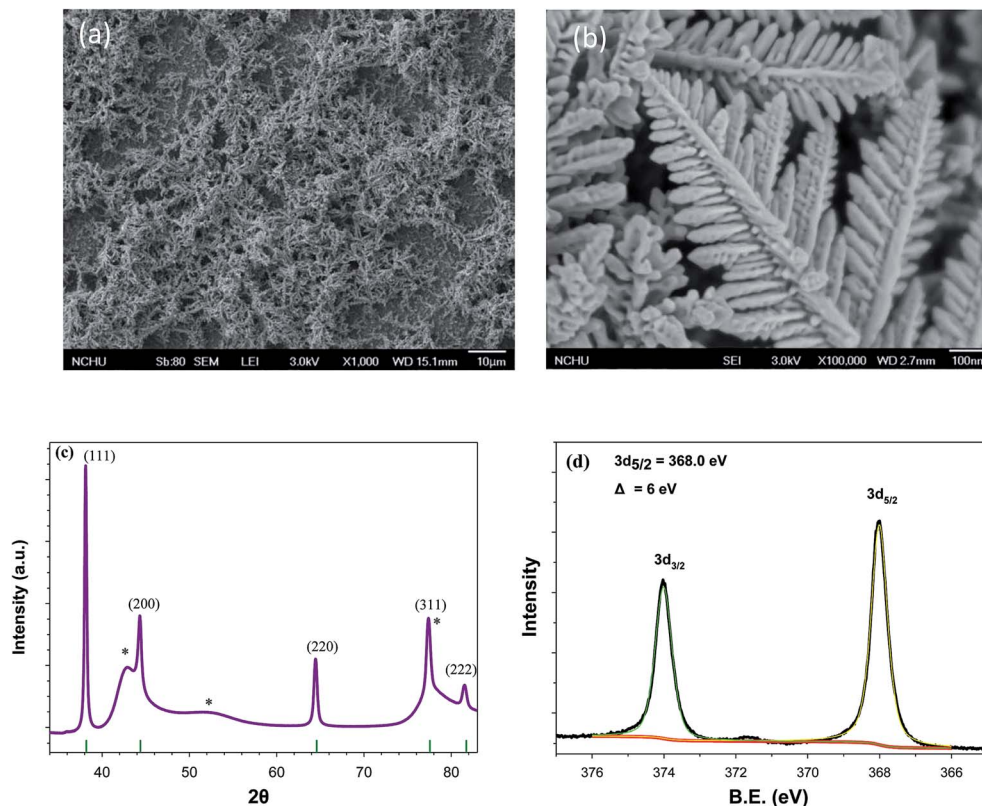 (a)
NCHU Sb:80 SEM LEI 3.0kV X1,000 WD 15.1mm 10μm
(b)
NCHU SEI 3.0kV X100,000 WD 2.7mm 100nm
(c)
(111)
*
(200)
*
(220)
(311)
*
(222)
Intensity (a.u.)
40 50 60 70 80
2θ
(d)
3d5/2 = 368.0 eV
Δ = 6 eV
3d3/2
3d5/2
Intensity
376 374 372 370 368 366
B.E. (eV)